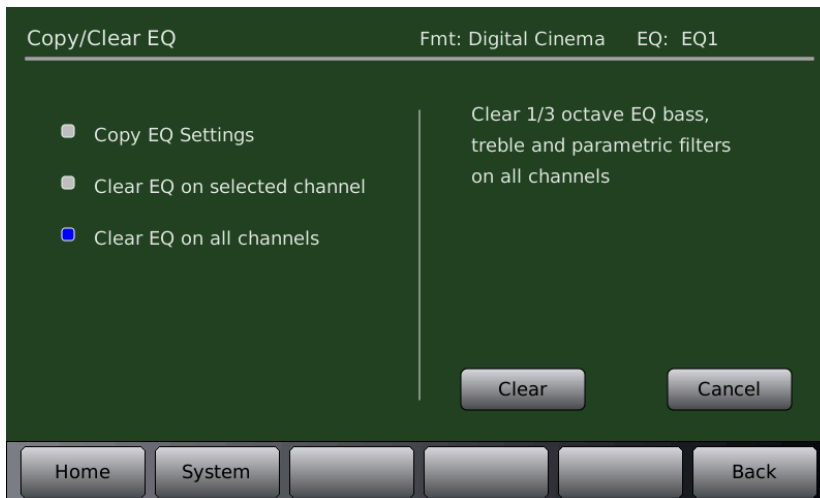 Copy/Clear EQ
Fmt: Digital Cinema EQ: EQ1
Copy EQ Settings
Clear EQ on selected channel
Clear EQ on all channels
Clear 1/3 octave EQ bass,
treble and parametric filters
on all channels
Clear
Cancel
Home
System
Back